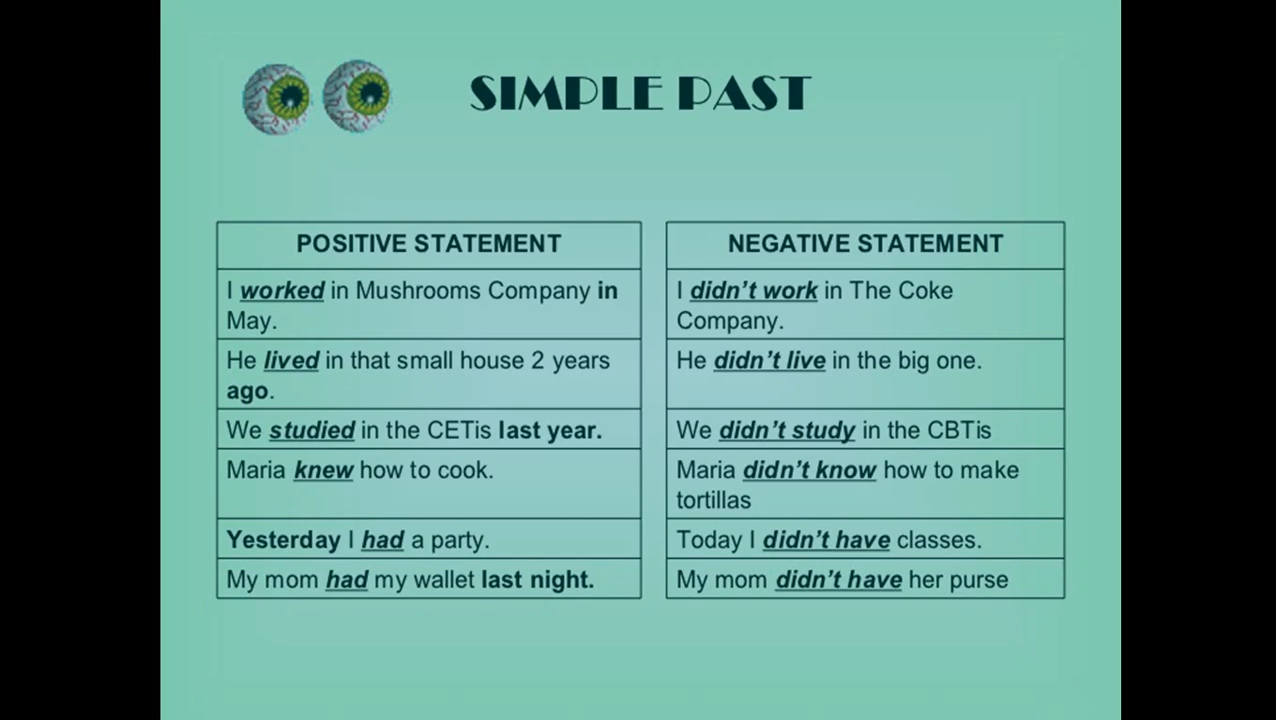 SIMPLE PAST
POSITIVE STATEMENT
I worked in Mushrooms Company in
May.
He lived in that small house 2 years
ago.
We studied in the CETis last year.
Maria knew how to cook.
Yesterday I had a party.
My mom had my wallet last night.
NEGATIVE STATEMENT
I didn't work in The Coke
Company.
He didn't live in the big one.
We didn't study in the CBTis
Maria didn't know how to make
tortillas
Today I didn't have classes.
My mom didn't have her purse